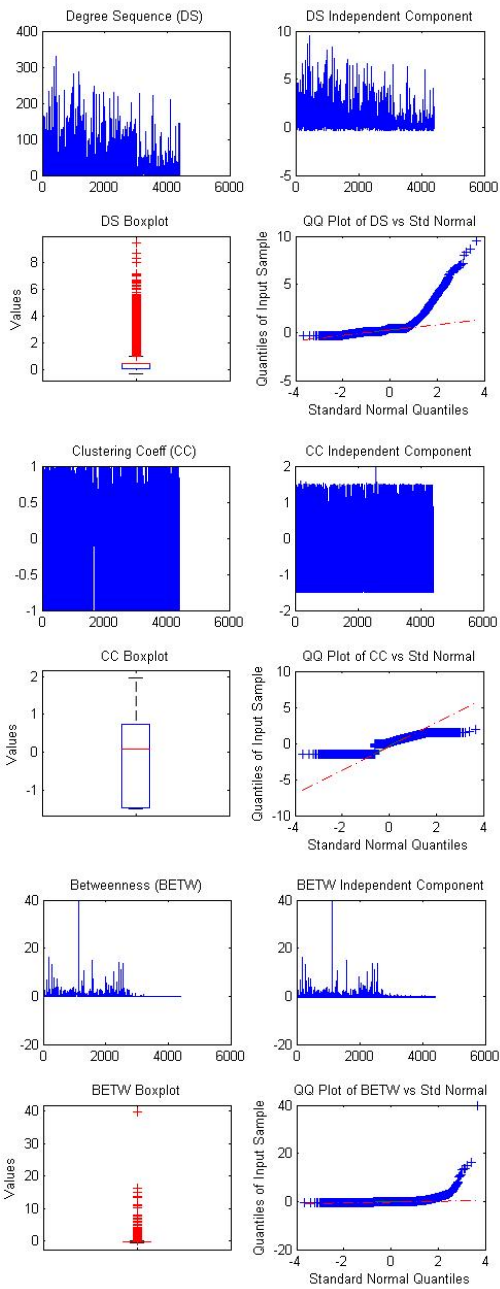 Degree Sequence (DS)
400
300
200
100
0
0 2000 4000 6000
DS Independent Component
10
5
0
-5
0 2000 4000 6000
DS Boxplot
Values
8
6
4
2
0
QQ Plot of DS vs Std Normal
Quantiles of Input Sample
10
5
0
-5
-4 -2 0 2 4
Standard Normal Quantiles
Clustering Coeff (CC)
1
0.5
0
-0.5
-1
0 2000 4000 6000
CC Independent Component
2
1
0
-1
-2
0 2000 4000 6000
CC Boxplot
Values
2
1
0
-1
QQ Plot of CC vs Std Normal
Quantiles of Input Sample
10
5
0
-5
-10
-4 -2 0 2 4
Standard Normal Quantiles
Betweenness (BETW)
40
20
0
-20
0 2000 4000 6000
BETW Independent Component
40
20
0
-20
0 2000 4000 6000
BETW Boxplot
Values
40
30
20
10
0
QQ Plot of BETW vs Std Normal
Quantiles of Input Sample
40
20
0
-20
-4 -2 0 2 4
Standard Normal Quantiles